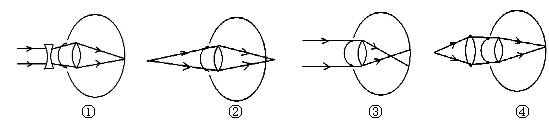 ① ② ③ ④